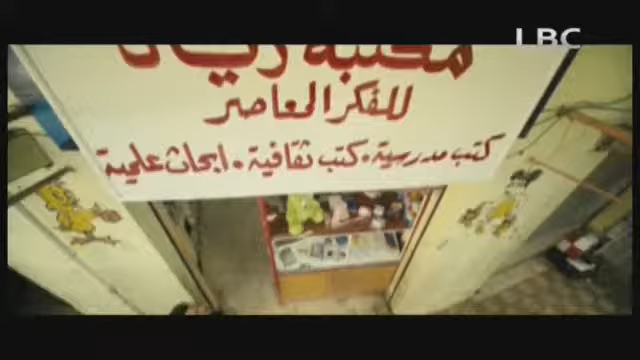 LBC
مكتبة
للفكر المعاصر
كتب مدرسية • كتب ثقافية • ابحاث علمية